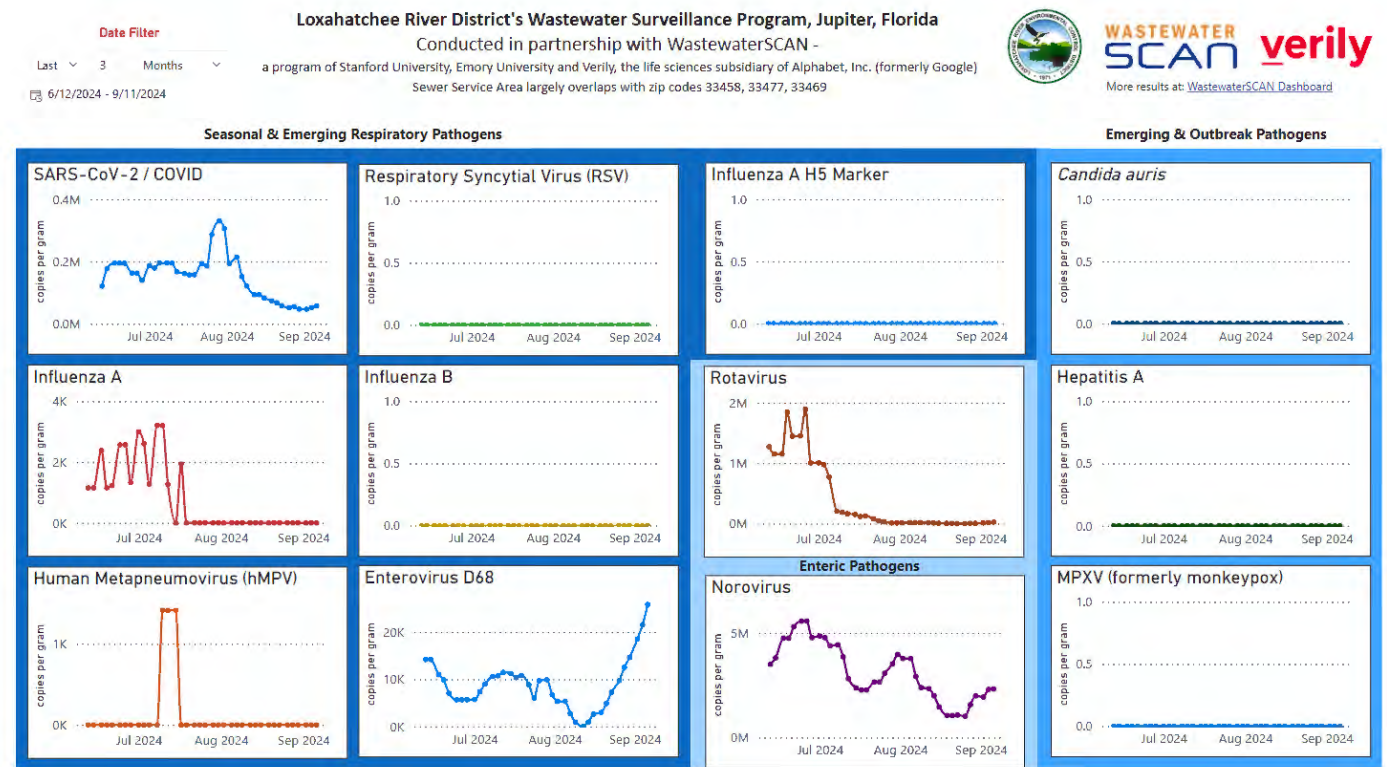 Loxahatchee River District's Wastewater Surveillance Program, Jupiter, Florida
Conducted in partnership with WastewaterSCAN -
a program of Stanford University, Emory University and Verily, the life sciences subsidiary of Alphabet, Inc. (formerly Google)
Sewer Service Area largely overlaps with zip codes 33458, 33477, 33469
Date Filter
Last 3 Months
6/12/2024 - 9/11/2024
LOXAHATCHEE RIVER ENVIRONMENTAL CONTROL DISTRICT
1971
WASTEWATER
SCAN
verily
More results at: WastewaterSCAN Dashboard
Seasonal & Emerging Respiratory Pathogens
Emerging & Outbreak Pathogens
SARS-CoV-2 / COVID
copies per gram
0.4M
0.2M
0.0M
Jul 2024 Aug 2024 Sep 2024
Respiratory Syncytial Virus (RSV)
copies per gram
1.0
0.5
0.0
Jul 2024 Aug 2024 Sep 2024
Influenza A H5 Marker
copies per gram
1.0
0.5
0.0
Jul 2024 Aug 2024 Sep 2024
Candida auris
copies per gram
1.0
0.5
0.0
Jul 2024 Aug 2024 Sep 2024
Influenza A
copies per gram
4K
2K
0K
Jul 2024 Aug 2024 Sep 2024
Influenza B
copies per gram
1.0
0.5
0.0
Jul 2024 Aug 2024 Sep 2024
Rotavirus
copies per gram
2M
1M
0M
Jul 2024 Aug 2024 Sep 2024
Hepatitis A
copies per gram
1.0
0.5
0.0
Jul 2024 Aug 2024 Sep 2024
Human Metapneumovirus (hMPV)
copies per gram
1K
0K
Jul 2024 Aug 2024 Sep 2024
Enterovirus D68
copies per gram
20K
10K
0K
Jul 2024 Aug 2024 Sep 2024
Enteric Pathogens
Norovirus
copies per gram
5M
0M
Jul 2024 Aug 2024 Sep 2024
MPXV (formerly monkeypox)
copies per gram
1.0
0.5
0.0
Jul 2024 Aug 2024 Sep 2024